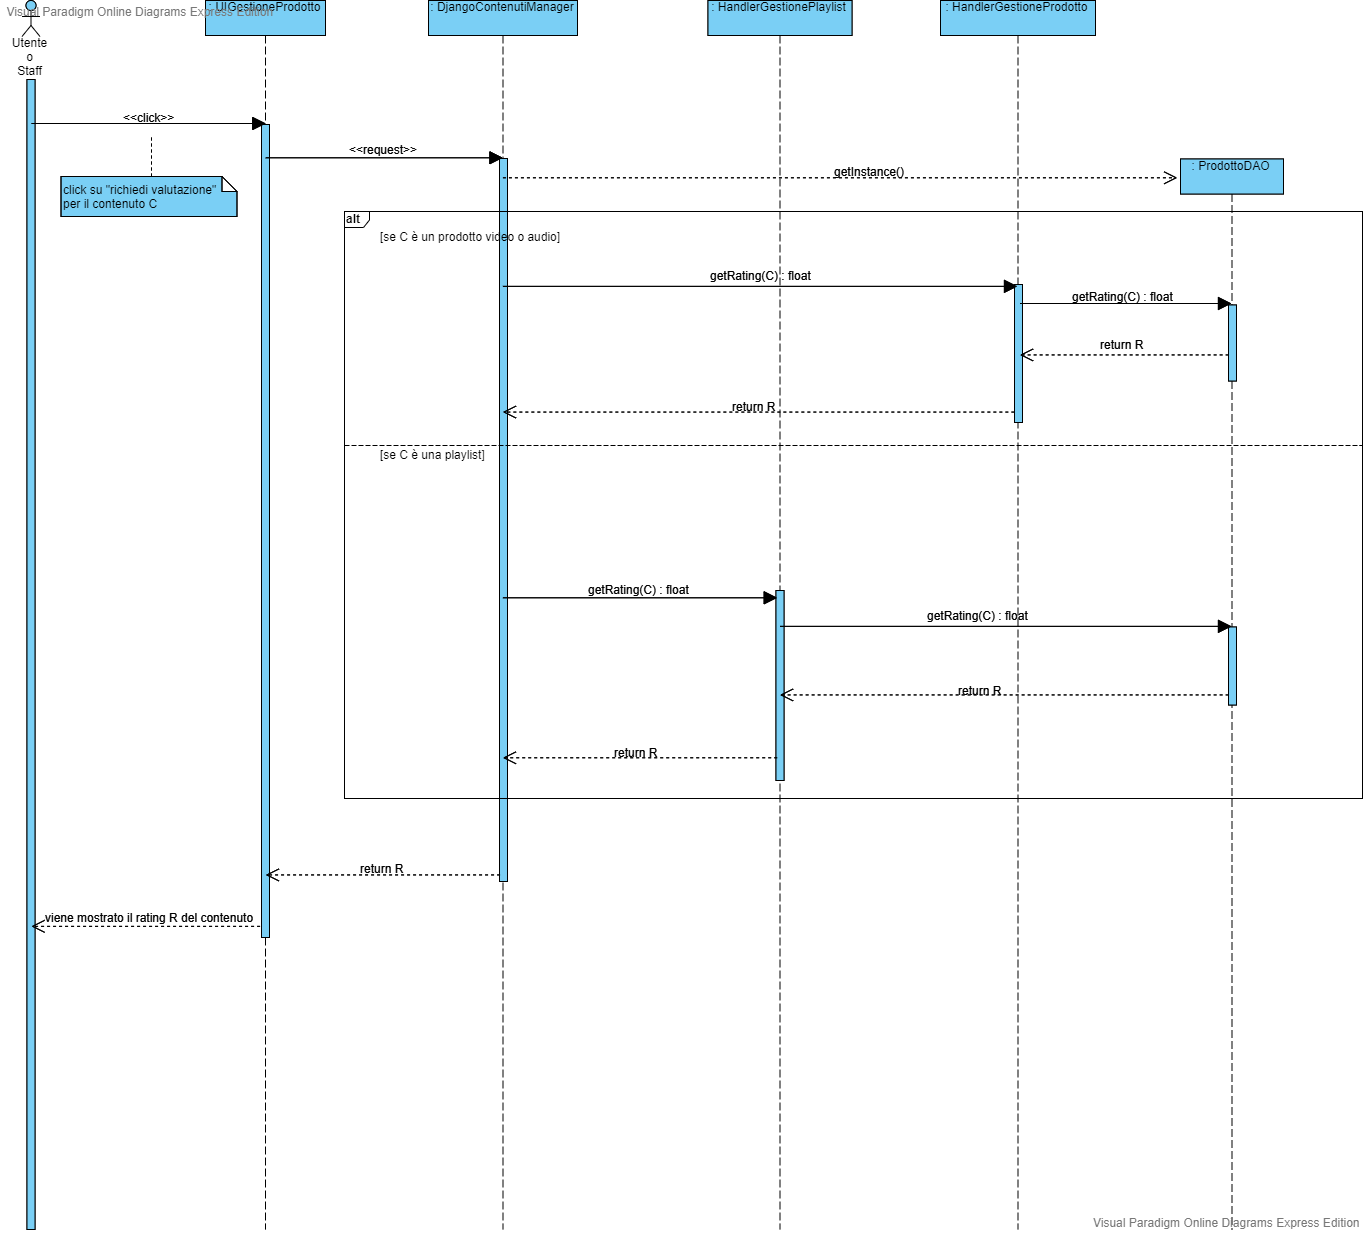 Visual Paradigm Online Diagrams Express Edition
: UIGestioneProdotto
: DjangoContenutiManager
: HandlerGestionePlaylist
: HandlerGestioneProdotto
Utente
o
Staff
<<click>>
<<request>>
getInstance()
: ProdottoDAO
click su "richiedi valutazione"
per il contenuto C
alt
[se C è un prodotto video o audio]
getRating(C) : float
getRating(C) : float
return R
return R
[se C è una playlist]
getRating(C) : float
getRating(C) : float
return R
return R
return R
viene mostrato il rating R del contenuto
Visual Paradigm Online Diagrams Express Edition